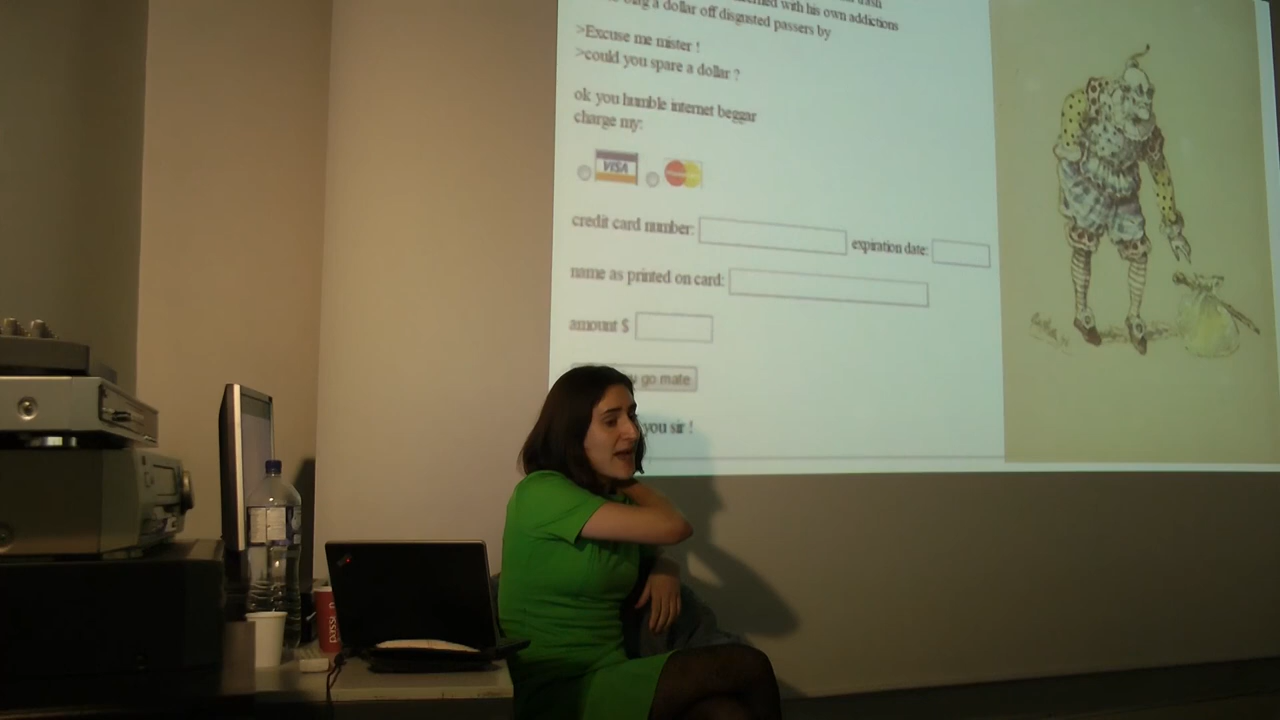 trash
with his own addictions
a dollar off disgusted passers by
>Excuse me mister !
>could you spare a dollar ?
ok you humble internet beggar
charge my:
VISA
credit card number:
expiration date:
name as printed on card:
amount $
go mate
you sir !